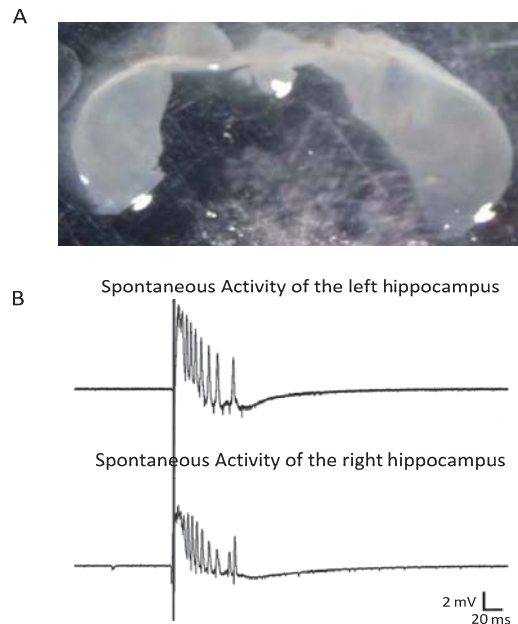 A
B
Spontaneous Activity of the left hippocampus
Spontaneous Activity of the right hippocampus
2 mV
20 ms